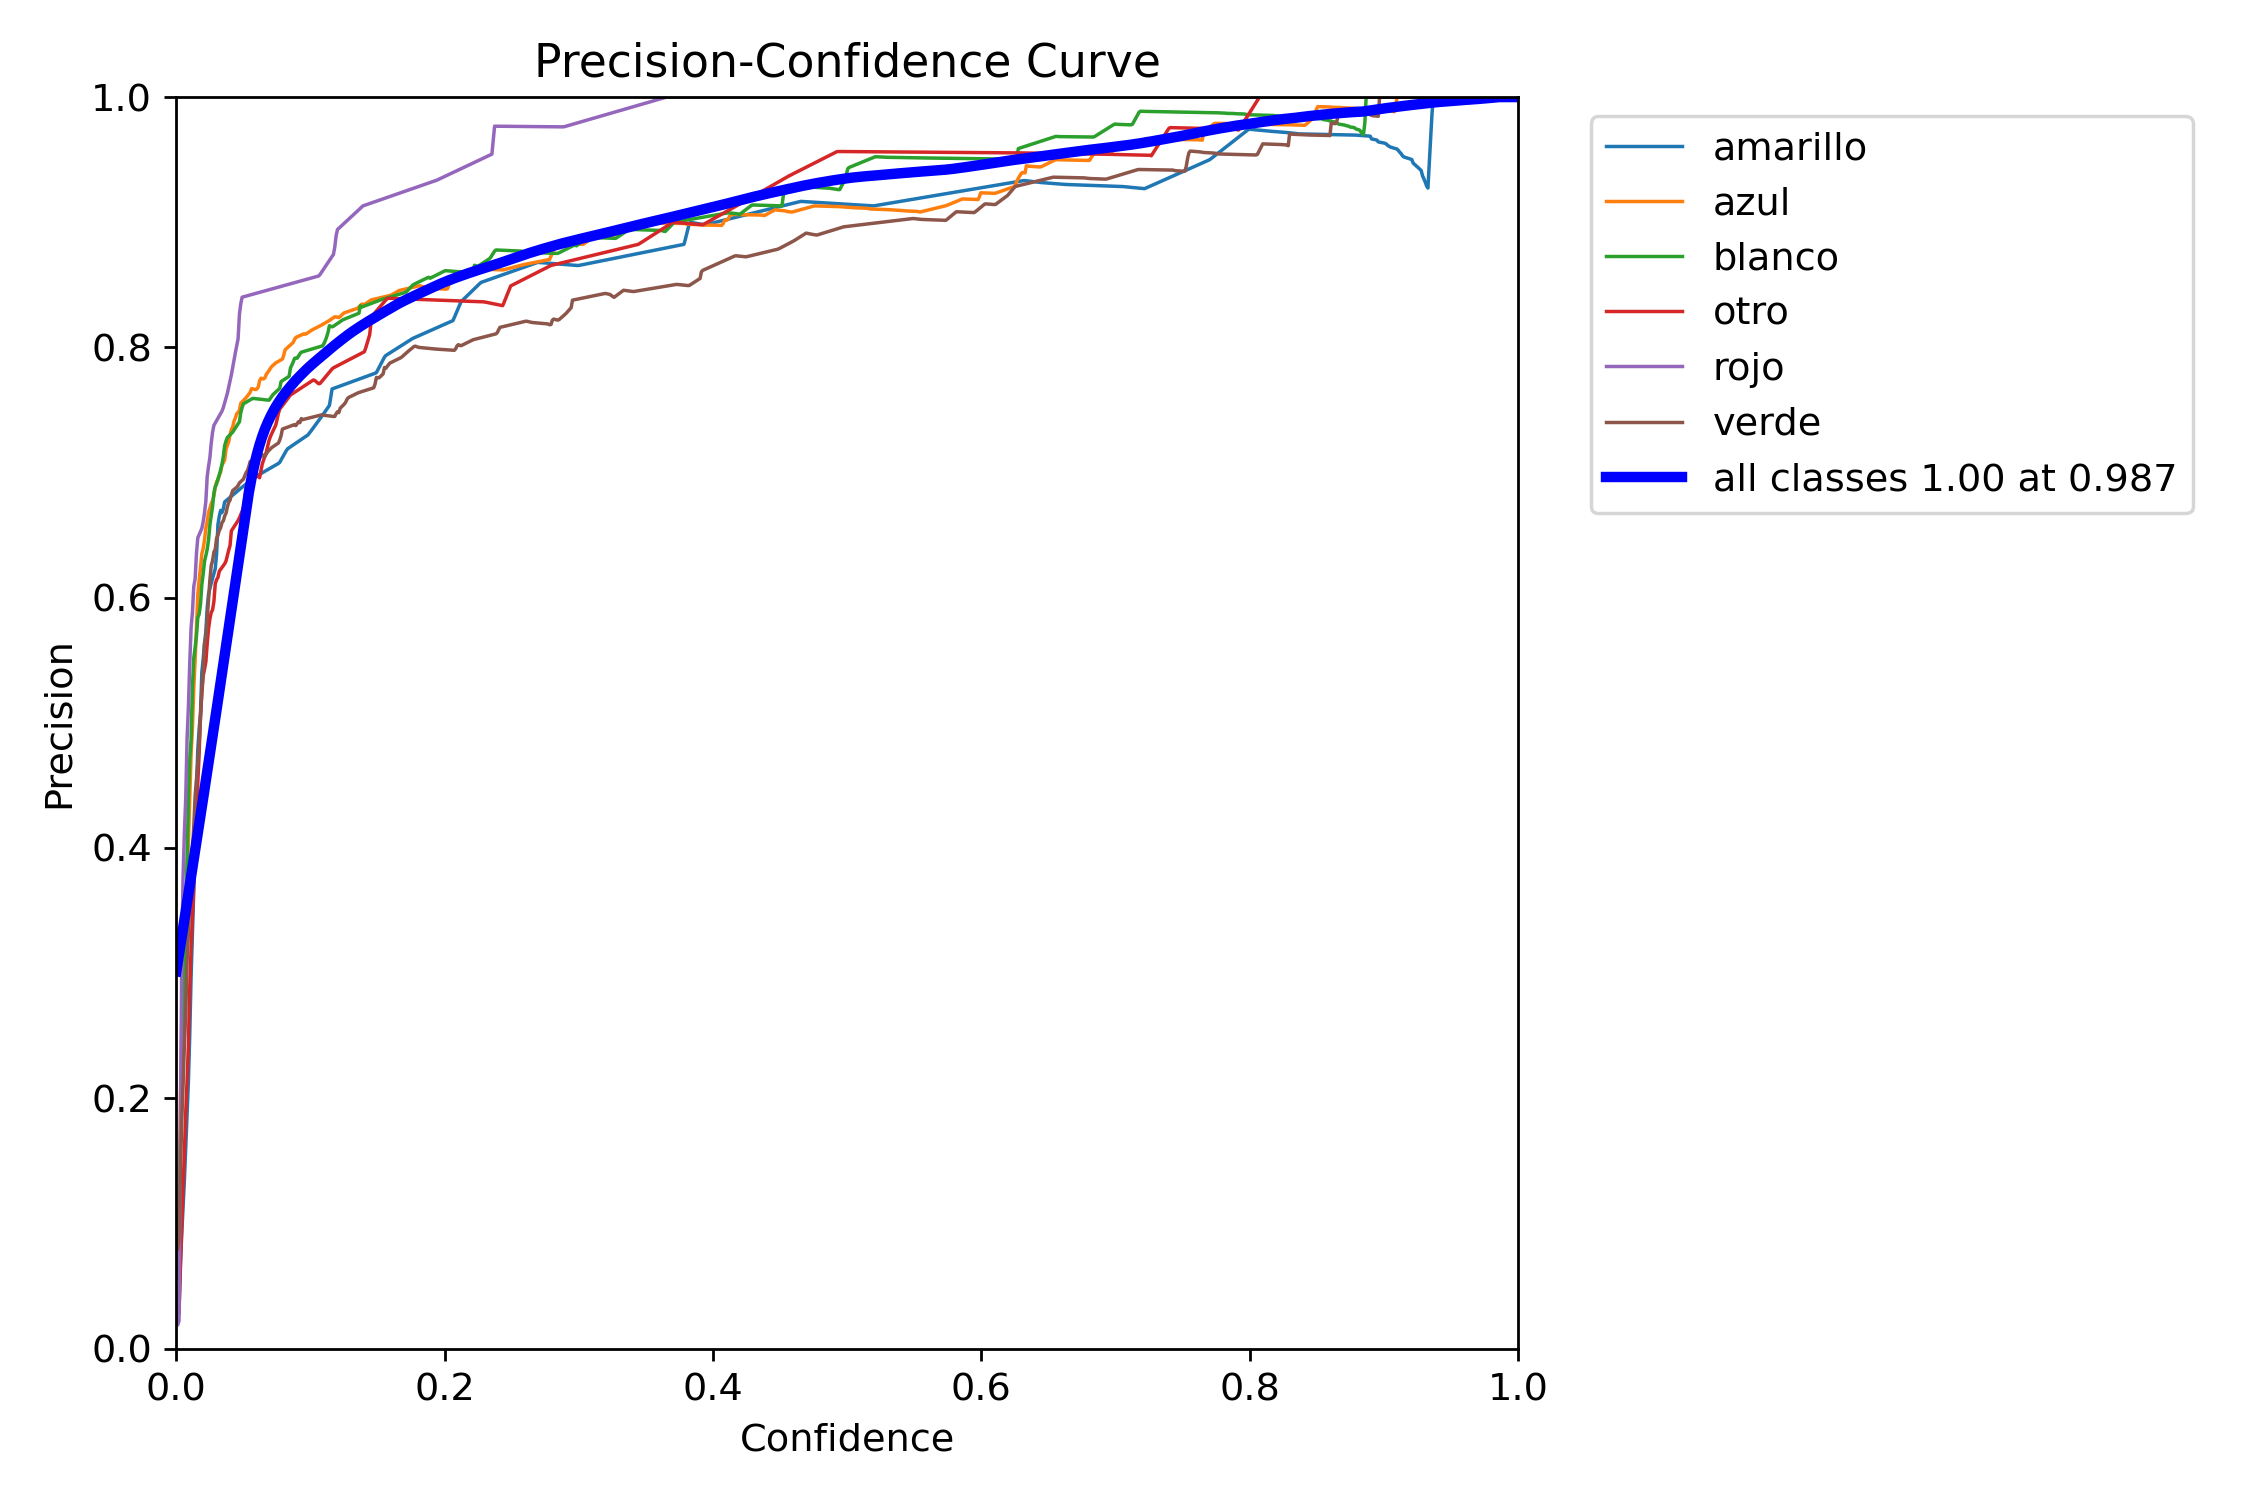 Precision-Confidence Curve
1.0
0.8
0.6
0.4
0.2
0.0
Precision
0.0 0.2 0.4 0.6 0.8 1.0
Confidence
amarillo
azul
blanco
otro
rojo
verde
all classes 1.00 at 0.987